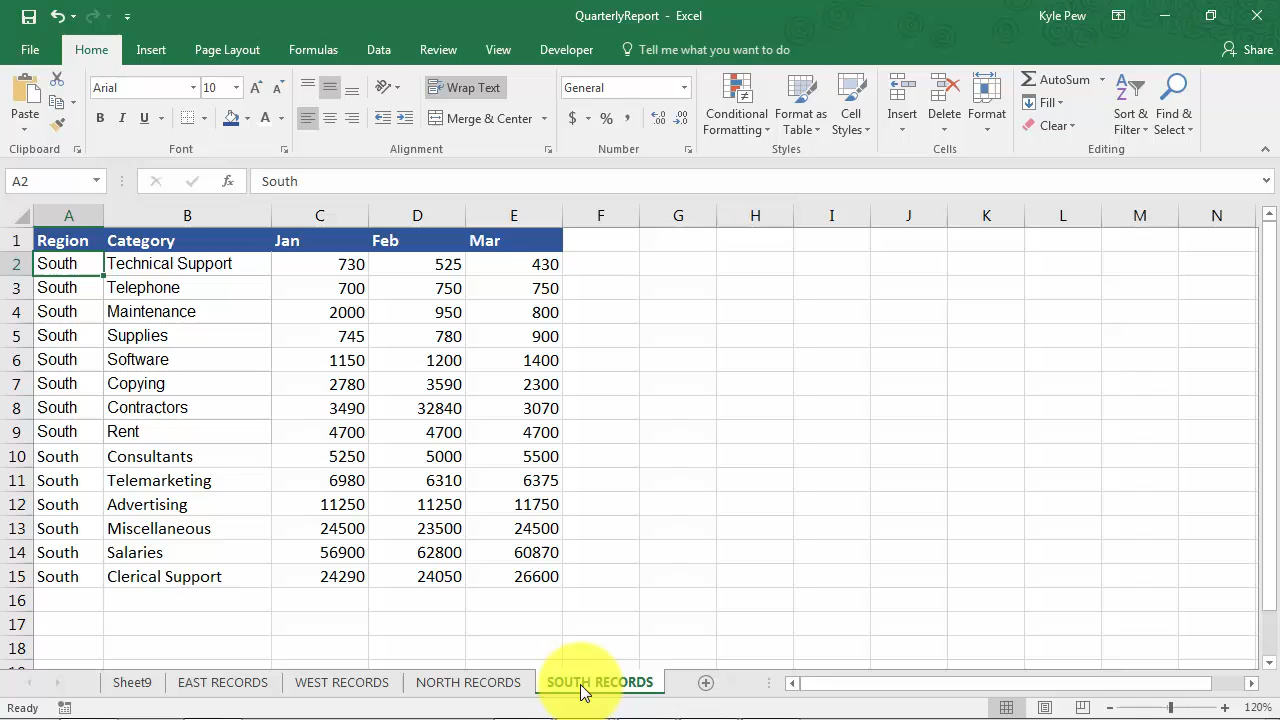 QuarterlyReport - Excel
Kyle Pew
File Home Insert Page Layout Formulas Data Review View Developer Tell me what you want to do Share
Paste
Arial 10 A A
B I U A
Wrap Text
Merge & Center
General
$ % ,
Conditional Formatting
Format as Table
Cell Styles
Insert Delete Format
AutoSum
Fill
Clear
Sort & Filter
Find & Select
Clipboard Font Alignment Number Styles Cells Editing
A2 fx South
A B C D E F G H I J K L M N
1 Region Category Jan Feb Mar
2 South Technical Support 730 525 430
3 South Telephone 700 750 750
4 South Maintenance 2000 950 800
5 South Supplies 745 780 900
6 South Software 1150 1200 1400
7 South Copying 2780 3590 2300
8 South Contractors 3490 32840 3070
9 South Rent 4700 4700 4700
10 South Consultants 5250 5000 5500
11 South Telemarketing 6980 6310 6375
12 South Advertising 11250 11250 11750
13 South Miscellaneous 24500 23500 24500
14 South Salaries 56900 62800 60870
15 South Clerical Support 24290 24050 26600
16
17
18
Sheet9 EAST RECORDS WEST RECORDS NORTH RECORDS SOUTH RECORDS
Ready 120%